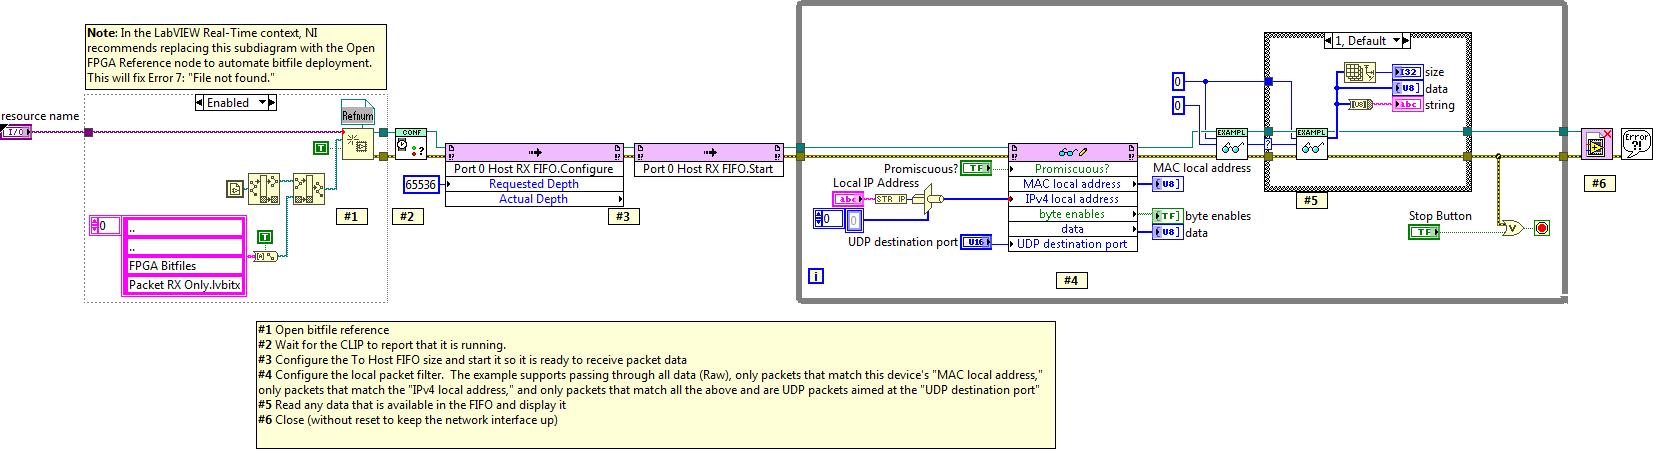 Note: In the LabVIEW Real-Time context, NI
recommends replacing this subdiagram with the Open
FPGA Reference node to automate bitfile deployment.
This will fix Error 7: "File not found."
resource name
I/O
Enabled
Refnum
T
0
..
..
FPGA Bitfiles
Packet RX Only.lvbitx
T
#1
CONF
?
#2
Port 0 Host RX FIFO.Configure
Requested Depth
Actual Depth
65536
#3
Port 0 Host RX FIFO.Start
Promiscuous?
TF
Local IP Address
abc
STR IP
0
0
UDP destination port
U16
Promiscuous?
MAC local address
IPv4 local address
byte enables
data
UDP destination port
MAC local address
U8
TF
byte enables
U8
data
#4
i
0
0
EXAMPL
?
1, Default
EXAMPL
I32
size
U8
data
abc
string
#5
Stop Button
TF
V
Error
?!
#6
#1 Open bitfile reference
#2 Wait for the CLIP to report that it is running.
#3 Configure the To Host FIFO size and start it so it is ready to receive packet data
#4 Configure the local packet filter.  The example supports passing through all data (Raw), only packets that match this device's "MAC local address,"
only packets that match the "IPv4 local address," and only packets that match all the above and are UDP packets aimed at the "UDP destination port"
#5 Read any data that is available in the FIFO and display it
#6 Close (without reset to keep the network interface up)